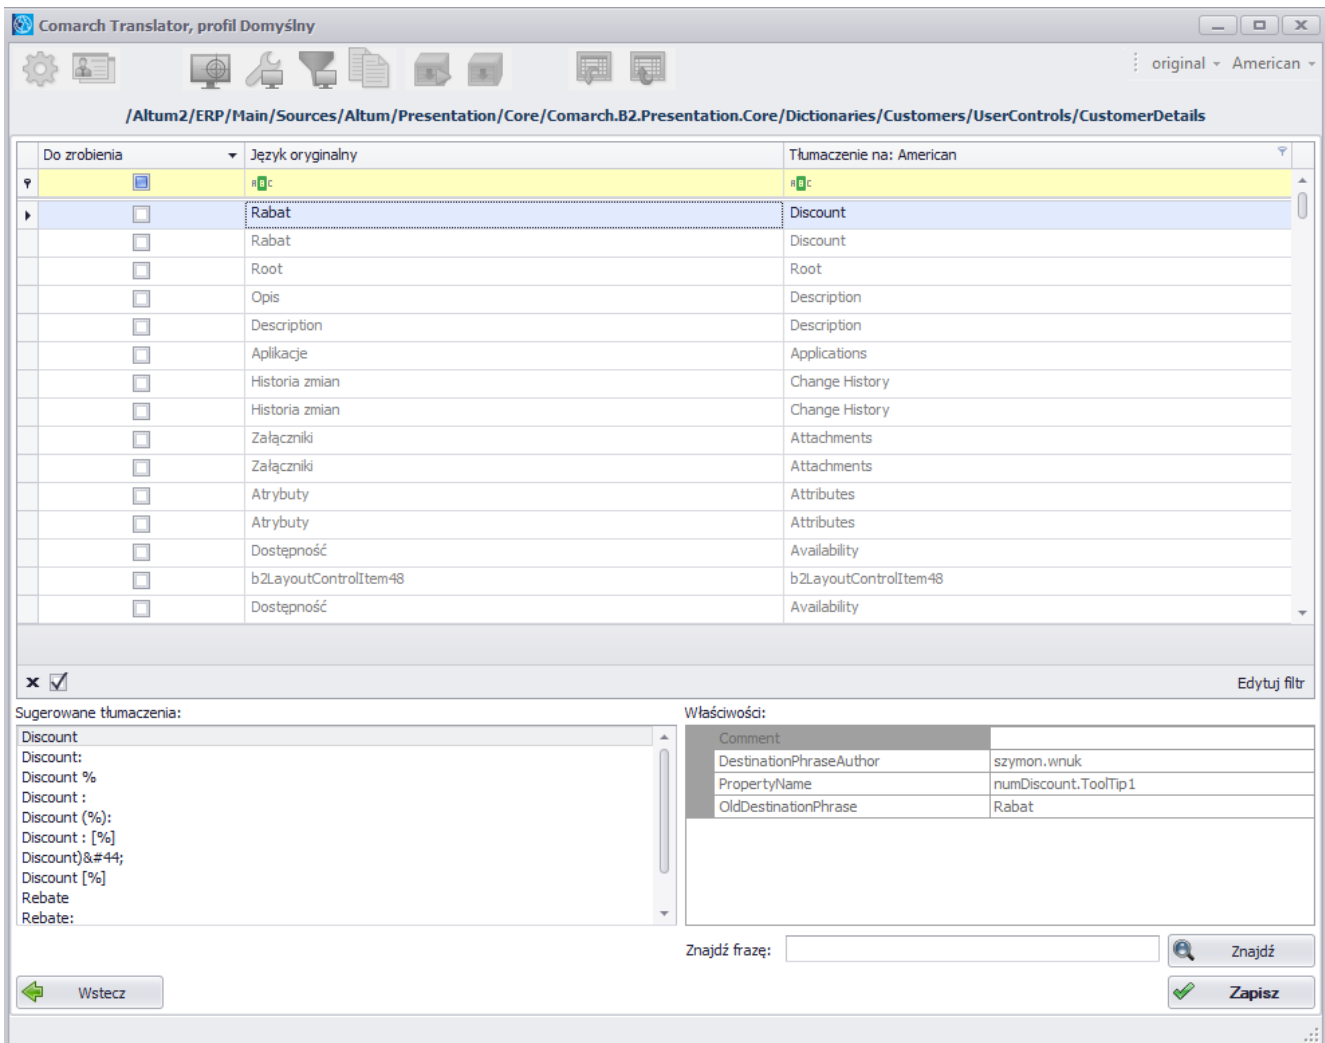 Comarch Translator, profil Domyślny
original American
/Altum2/ERP/Main/Sources/Altum/Presentation/Core/Comarch.B2.Presentation.Core/Dictionaries/Customers/UserControls/CustomerDetails
Do zrobienia Język oryginalny Tłumaczenie na: American
ABC ABC
Rabat Discount
Rabat Discount
Root Root
Opis Description
Description Description
Aplikacje Applications
Historia zmian Change History
Historia zmian Change History
Załączniki Attachments
Załączniki Attachments
Atrybuty Attributes
Atrybuty Attributes
Dostępność Availability
b2LayoutControlItem48 b2LayoutControlItem48
Dostępność Availability
Edytuj filtr
Sugerowane tłumaczenia:
Discount
Discount:
Discount %
Discount :
Discount (%):
Discount : [%]
Discount)&#44;
Discount [%]
Rebate
Rebate:
Właściwości:
Comment
DestinationPhraseAuthor szymon.wnuk
PropertyName numDiscount.ToolTip1
OldDestinationPhrase Rabat
Znajdź frazę: Znajdź
Wstecz Zapisz